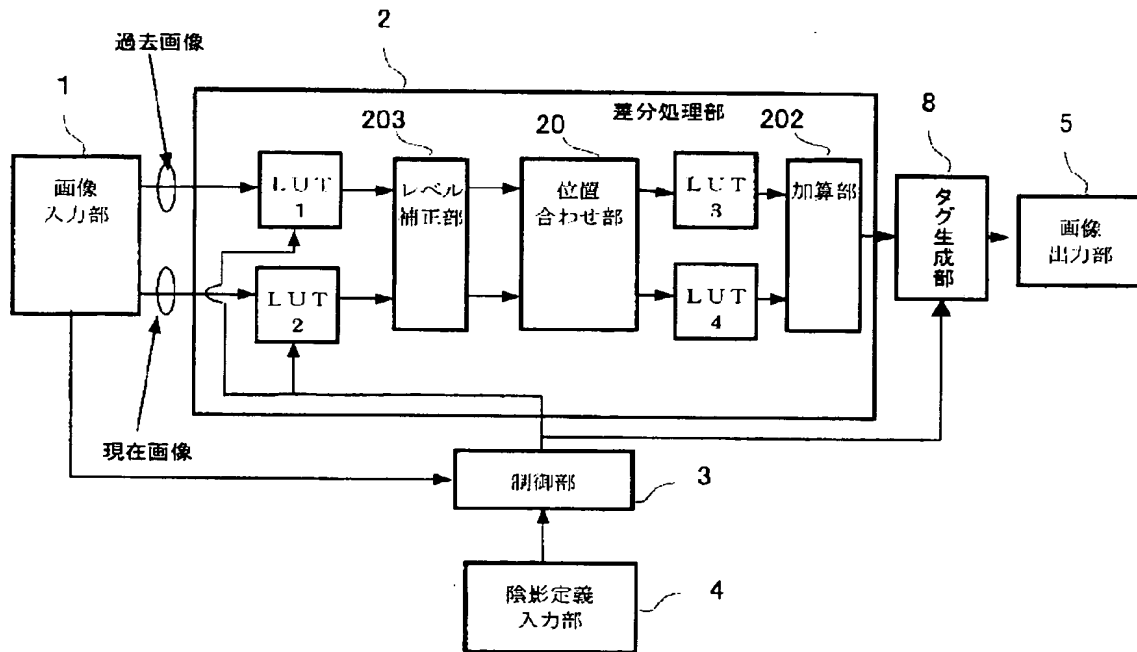 過去画像
2
1
差分処理部
203
20
202
8
5
画像
入力部
LUT
1
レベル
補正部
位置
合わせ部
LUT
3
加算部
タグ生成部
画像
出力部
LUT
2
LUT
4
現在画像
制御部
3
陰影定義
入力部
4